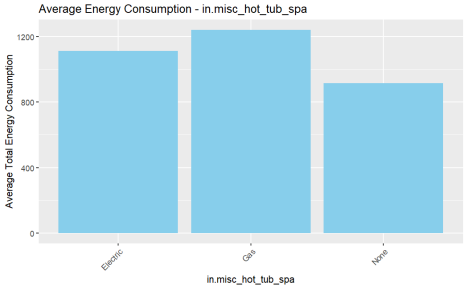 Average Energy Consumption - in.misc_hot_tub_spa
Average Total Energy Consumption
1200
800
400
0
Electric
Gas
None
in.misc_hot_tub_spa